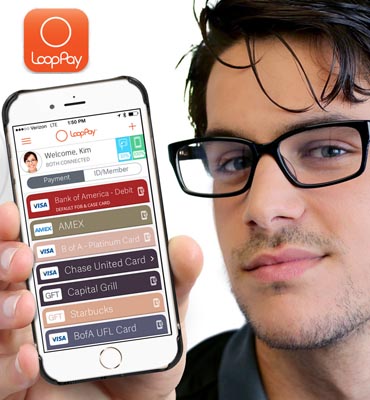 LoopPay
Verizon LTE 1:50 PM
LoopPay
Welcome, Kim
BOTH CONNECTED
Payment ID/Member
VISA Bank of America - Debit
DEFAULT FOR & CASE CARD
AMEX AMEX
VISA B of A - Platinum Card
VISA Chase United Card
GFT Capital Grill
GFT Starbucks
VISA BofA UFL Card